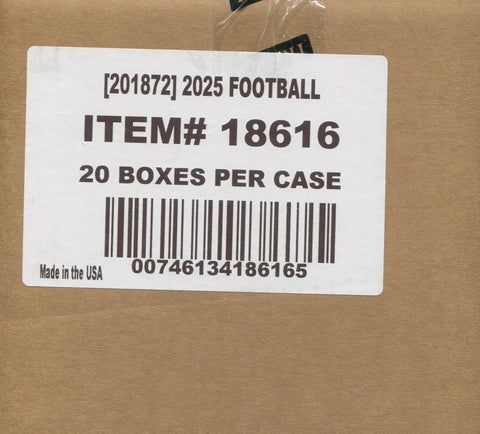 [201872] 2025 FOOTBALL
ITEM# 18616
20 BOXES PER CASE
00746134186165
Made in the USA